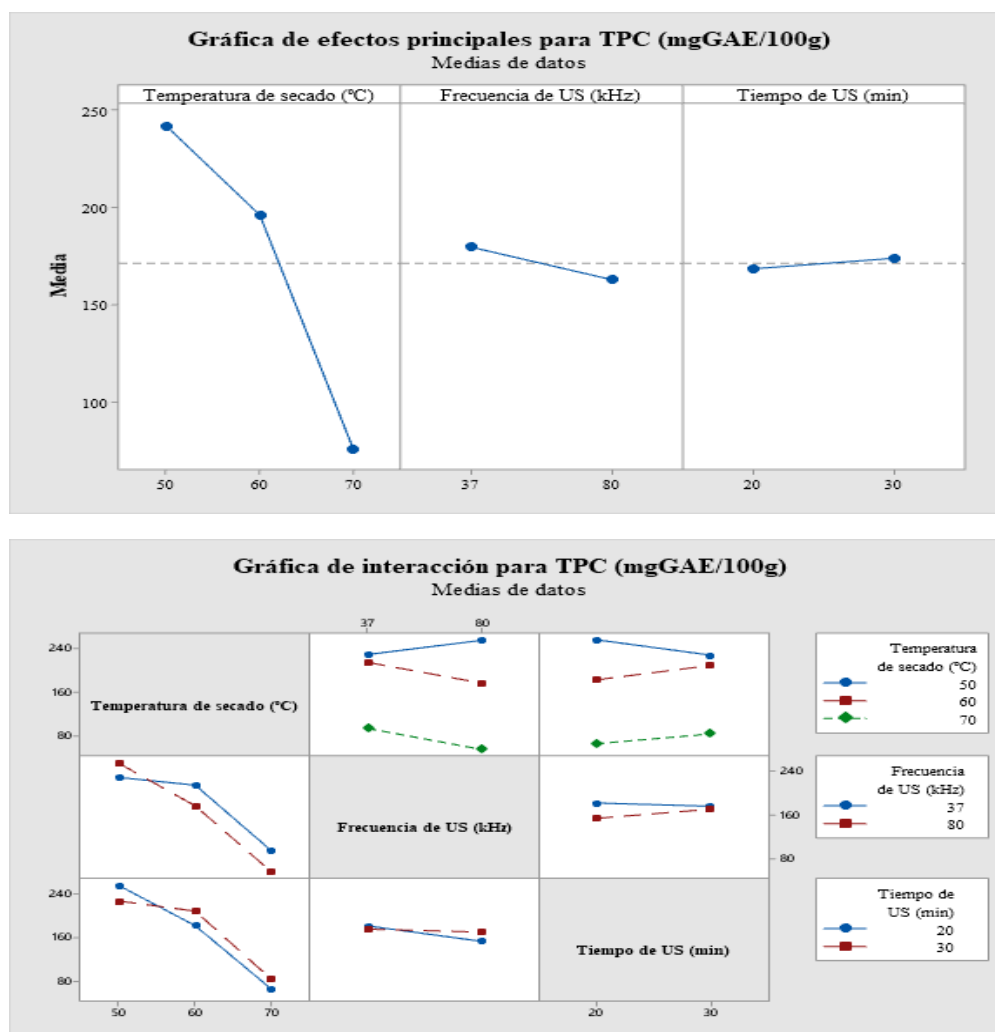 Gráfica de efectos principales para TPC (mgGAE/100g)
Medias de datos
Temperatura de secado (ºC)
Frecuencia de US (kHz)
Tiempo de US (min)
250
200
150
100
Media
50
60
70
37
80
20
30
Gráfica de interacción para TPC (mgGAE/100g)
Medias de datos
37
80
240
160
80
Temperatura de secado (ºC)
Temperatura
de secado (ºC)
50
60
70
Frecuencia de US (kHz)
240
160
80
Frecuencia
de US (kHz)
37
80
240
160
80
Tiempo de US (min)
Tiempo de
US (min)
20
30
50
60
70
20
30